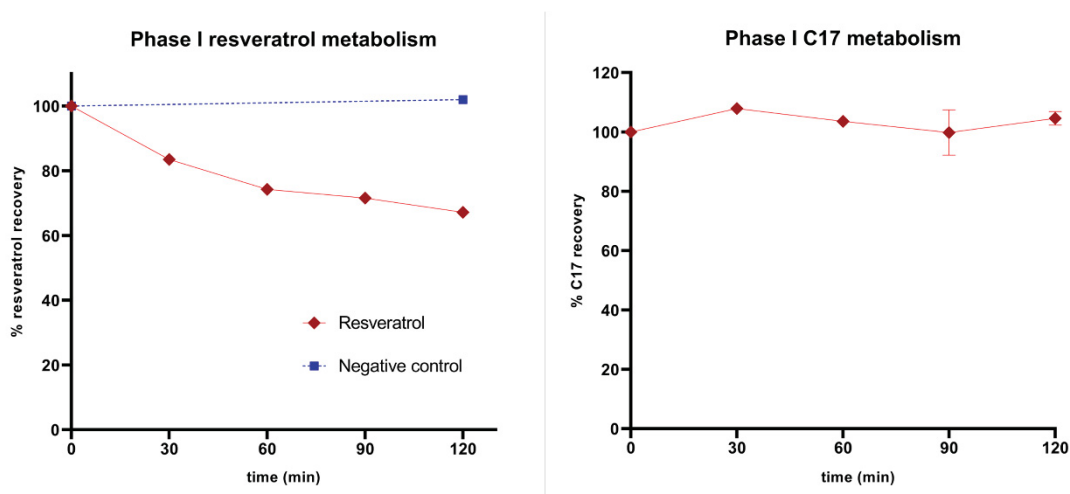 Phase I resveratrol metabolism
% resveratrol recovery
100
80
60
40
20
0
0 30 60 90 120
time (min)
Resveratrol
Negative control
Phase I C17 metabolism
% C17 recovery
120
100
80
60
40
20
0
0 30 60 90 120
time (min)